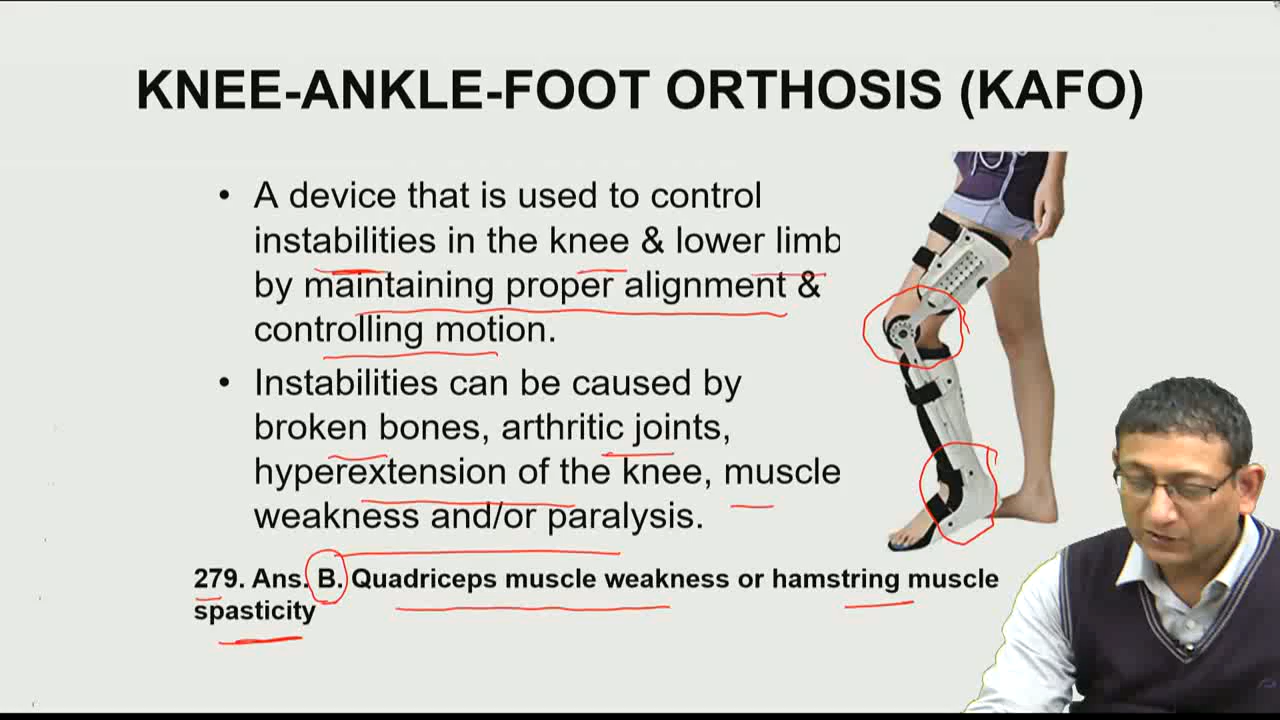 KNEE-ANKLE-FOOT ORTHOSIS (KAFO)
• A device that is used to control
instabilities in the knee & lower limb
by maintaining proper alignment &
controlling motion.
• Instabilities can be caused by
broken bones, arthritic joints,
hyperextension of the knee, muscle
weakness and/or paralysis.
279. Ans. B. Quadriceps muscle weakness or hamstring muscle
spasticity